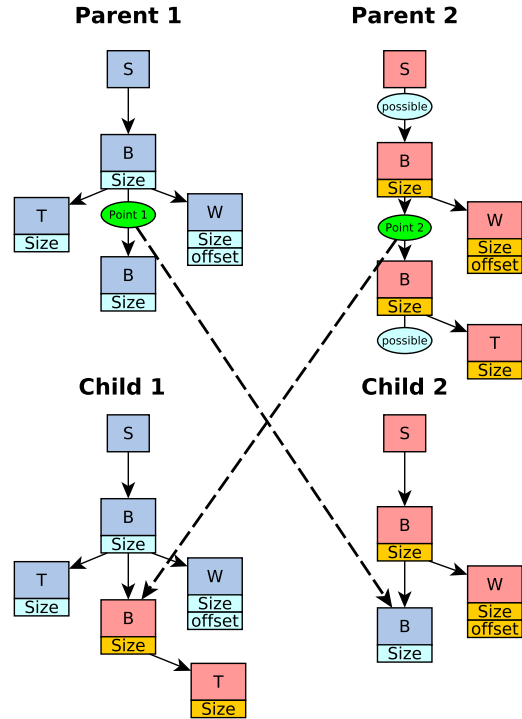 Parent 1
Parent 2
S
S
possible
B
Size
B
Size
T
Size
Point 1
W
Size
offset
W
Size
offset
Point 2
B
Size
B
Size
possible
T
Size
Child 1
Child 2
S
S
B
Size
B
Size
T
Size
W
Size
offset
W
Size
offset
B
Size
B
Size
T
Size